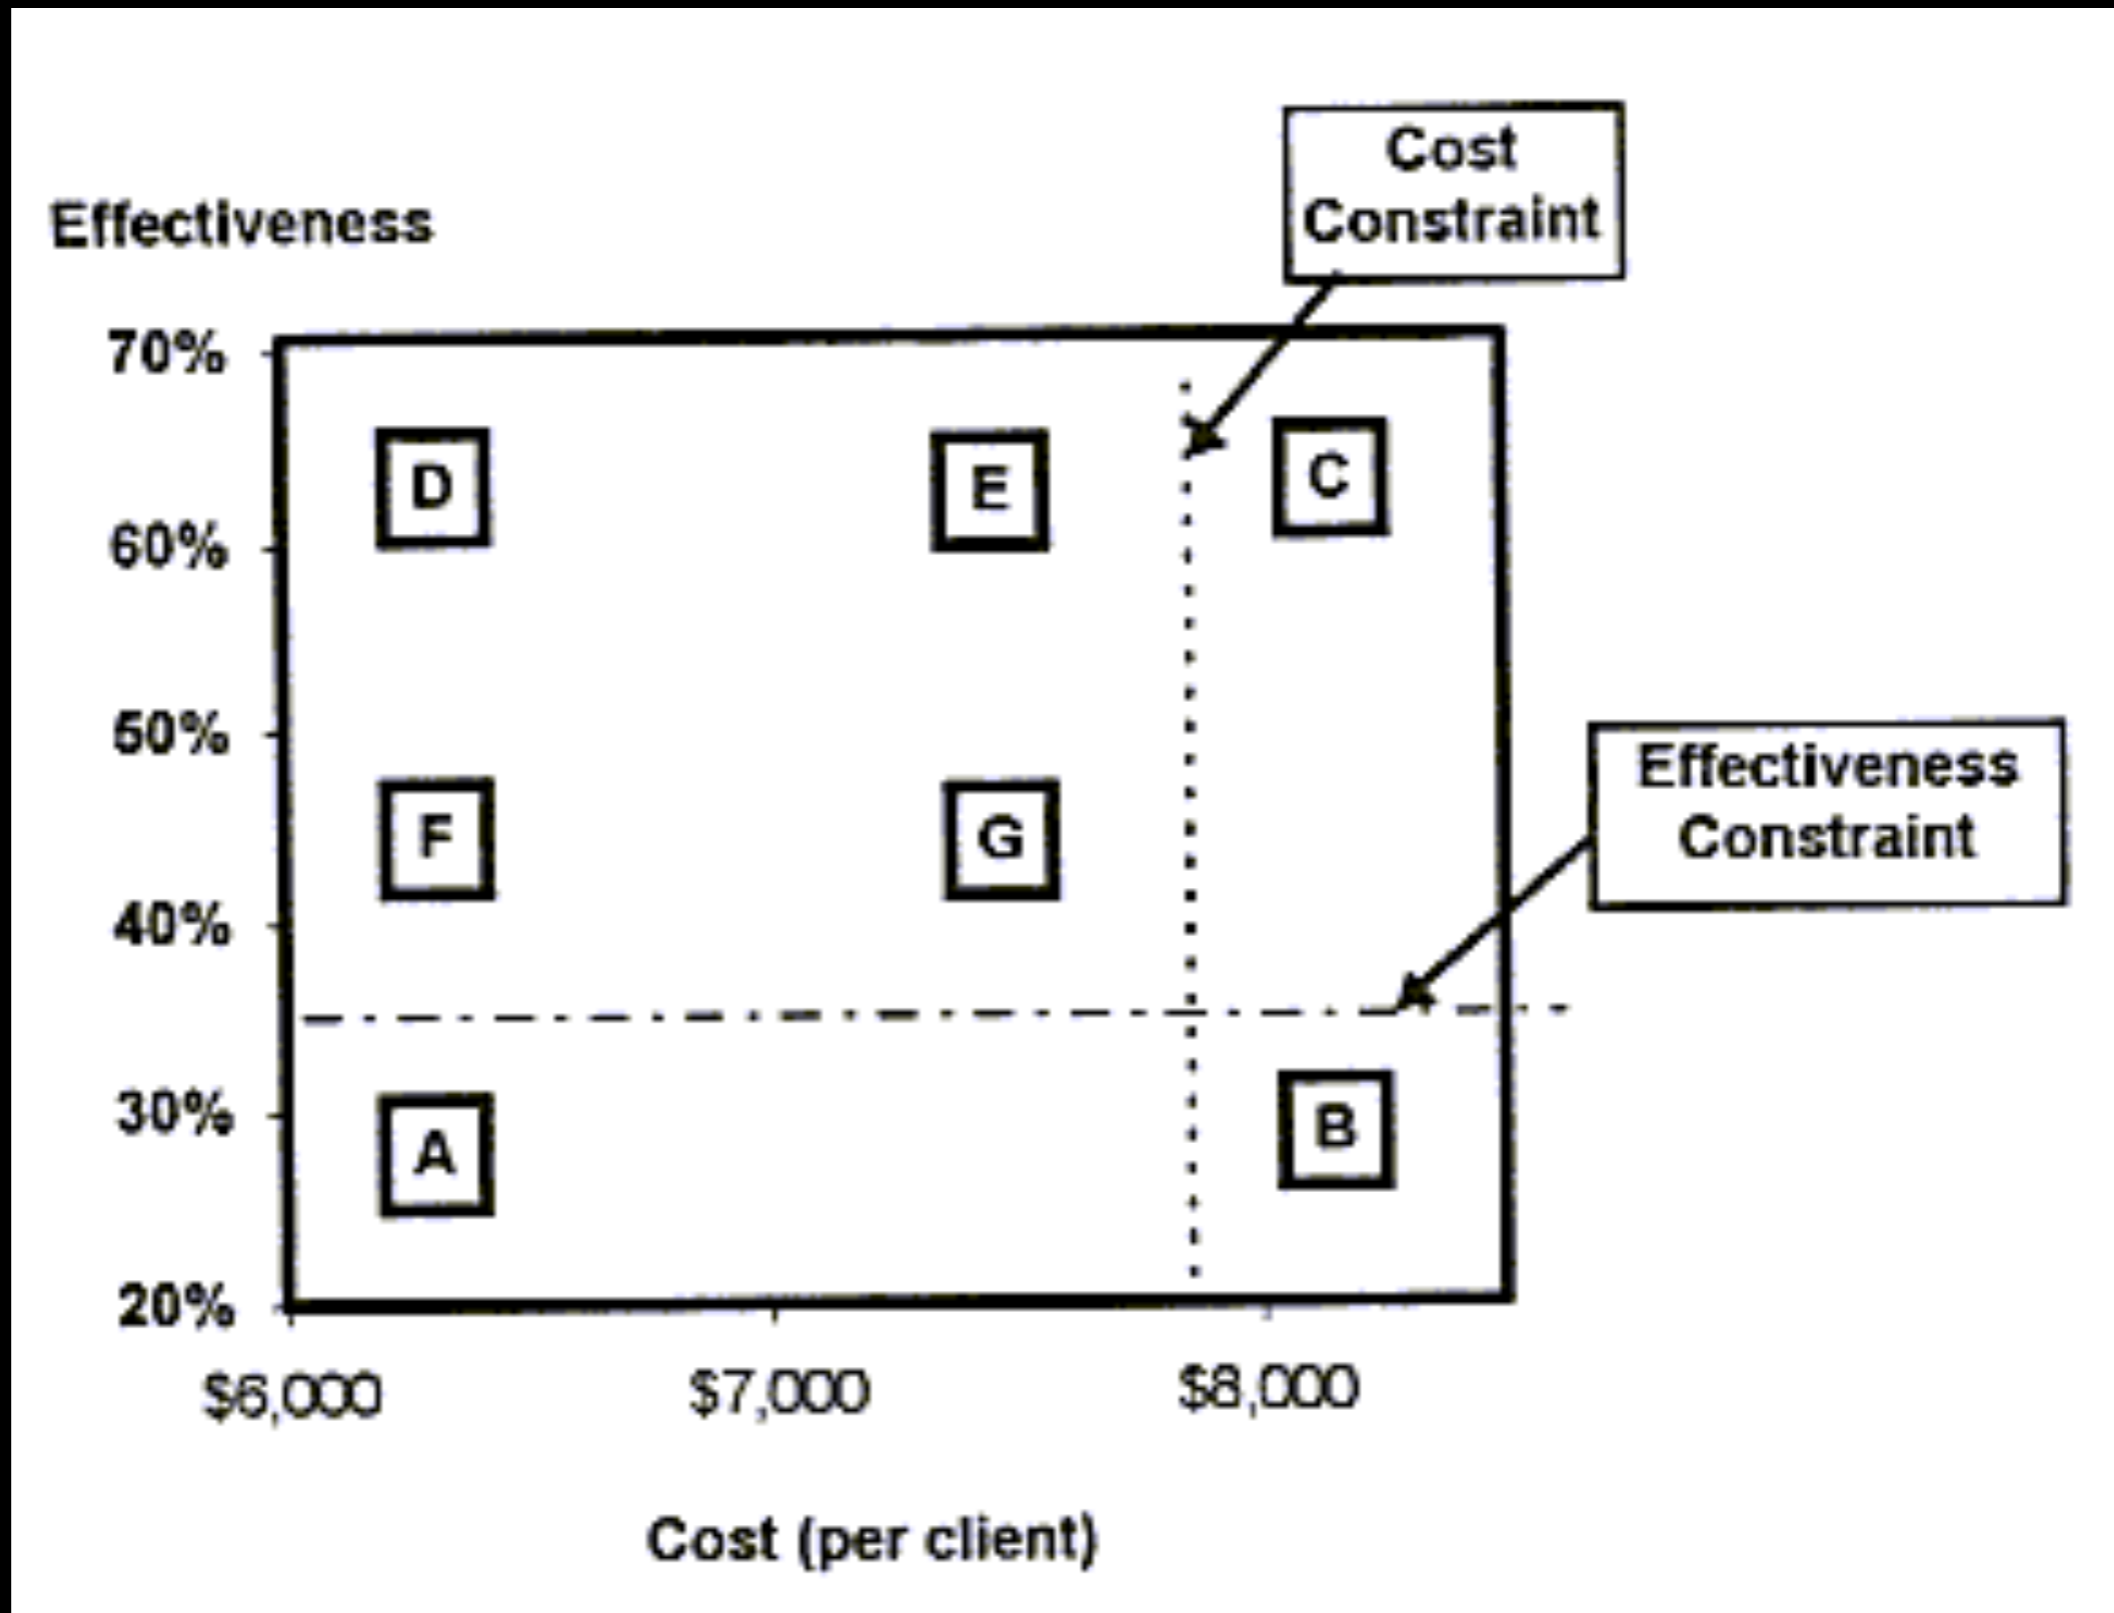 Cost
Constraint
Effectiveness
70%
D
E
C
60%
50%
Effectiveness
Constraint
F
G
40%
30%
A
B
20%
$6,000
$7,000
$8,000
Cost (per client)